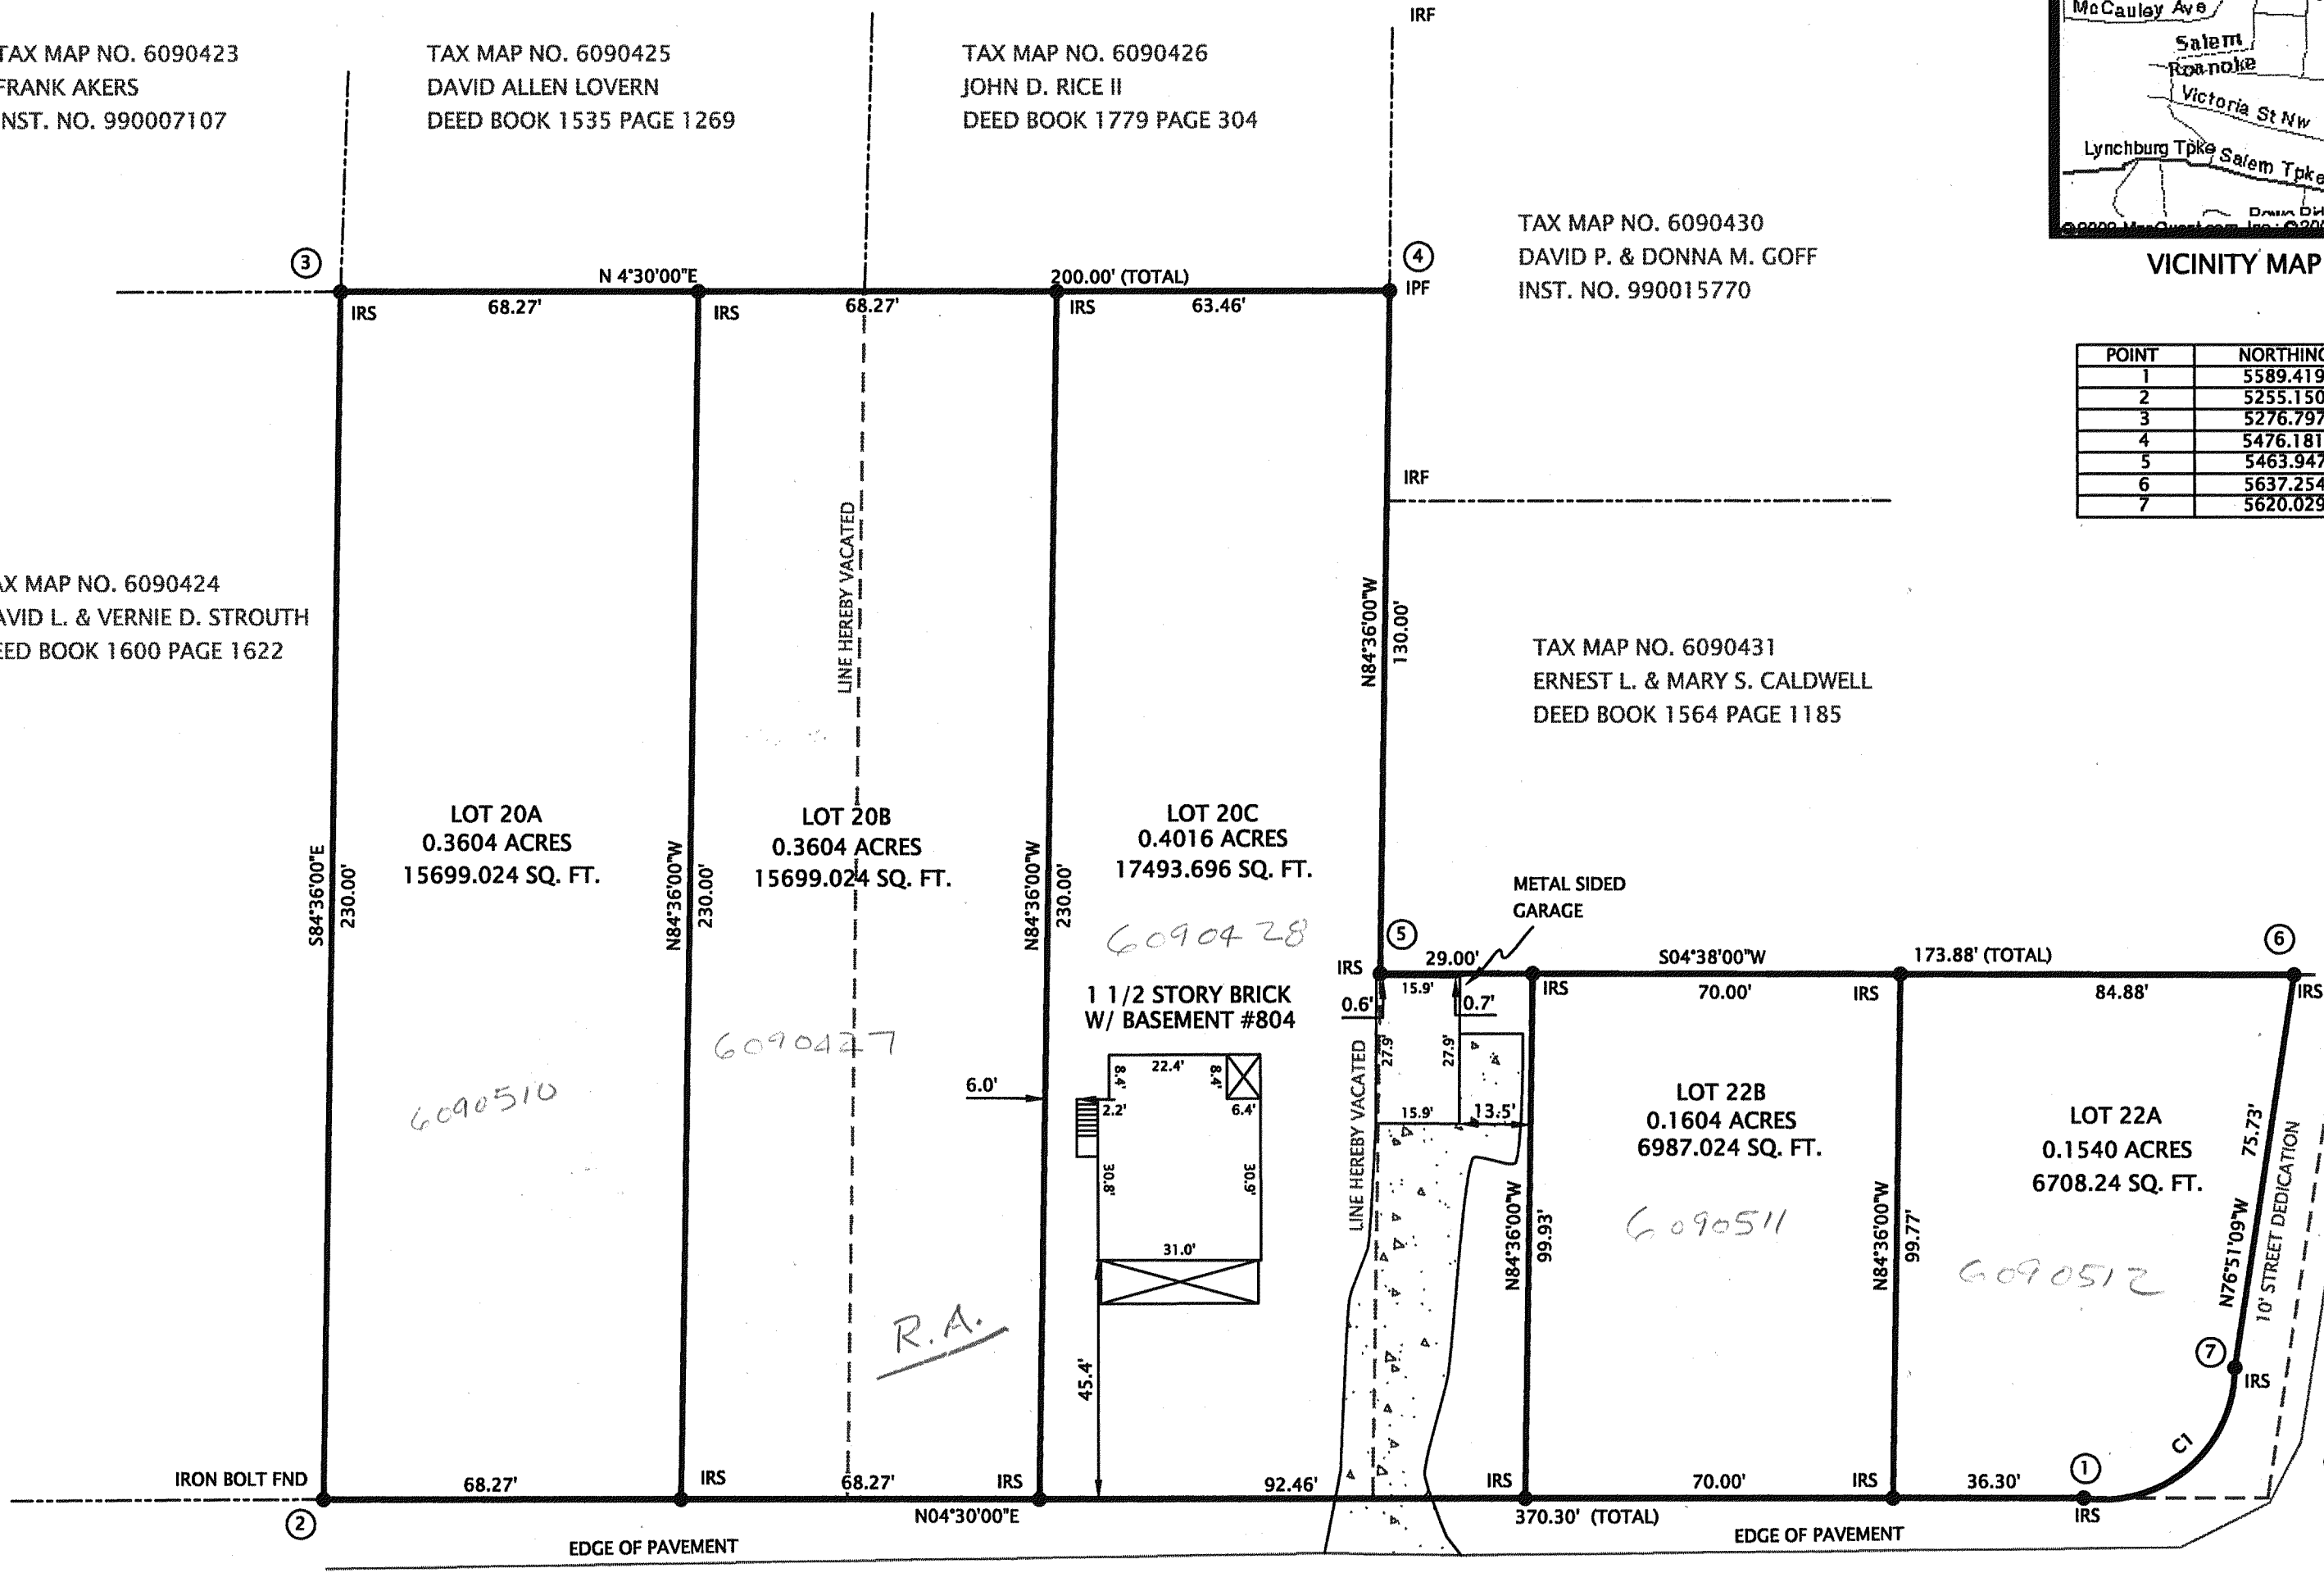 IRF
McCauley Ave
Salem
Roanoke
Victoria St Nw
Lynchburg Tpke
Salem Tpke
VICINITY MAP
TAX MAP NO. 6090423
FRANK AKERS
INST. NO. 990007107
TAX MAP NO. 6090425
DAVID ALLEN LOVERN
DEED BOOK 1535 PAGE 1269
TAX MAP NO. 6090426
JOHN D. RICE II
DEED BOOK 1779 PAGE 304
TAX MAP NO. 6090430
DAVID P. & DONNA M. GOFF
INST. NO. 990015770
3
N 4°30'00"E
200.00' (TOTAL)
4
IPF
IRS
68.27'
IRS
68.27'
IRS
63.46'
POINT NORTHING
1 5589.419
2 5255.150
3 5276.797
4 5476.181
5 5463.947
6 5637.254
7 5620.029
IRF
LINE HEREBY VACATED
AX MAP NO. 6090424
AVID L. & VERNIE D. STROUTH
EED BOOK 1600 PAGE 1622
N84°36'00"W
130.00'
TAX MAP NO. 6090431
ERNEST L. & MARY S. CALDWELL
DEED BOOK 1564 PAGE 1185
S84°36'00"E
230.00'
LOT 20A
0.3604 ACRES
15699.024 SQ. FT.
N84°36'00"W
230.00'
LOT 20B
0.3604 ACRES
15699.024 SQ. FT.
N84°36'00"W
230.00'
LOT 20C
0.4016 ACRES
17493.696 SQ. FT.
6090428
METAL SIDED
GARAGE
5
IRS
29.00'
S04°38'00"W
173.88' (TOTAL)
6
15.9'
IRS
70.00'
IRS
84.88'
IRS
0.6'
0.7'
1 1/2 STORY BRICK
W/ BASEMENT #804
6090427
6090510
6.0'
22.4'
8.4'
8.4'
2.2'
6.4'
30.8'
30.9'
31.0'
45.4'
27.9'
27.9'
15.9'
13.5'
LINE HEREBY VACATED
N84°36'00"W
99.93'
LOT 22B
0.1604 ACRES
6987.024 SQ. FT.
6090511
N84°36'00"W
99.77'
LOT 22A
0.1540 ACRES
6708.24 SQ. FT.
6090512
75.73'
N76°51'09"W
10' STREET DEDICATION
R.A.
7
IRS
C1
IRON BOLT FND
68.27'
IRS
68.27'
IRS
92.46'
IRS
70.00'
IRS
36.30'
1
IRS
2
N04°30'00"E
370.30' (TOTAL)
EDGE OF PAVEMENT
EDGE OF PAVEMENT